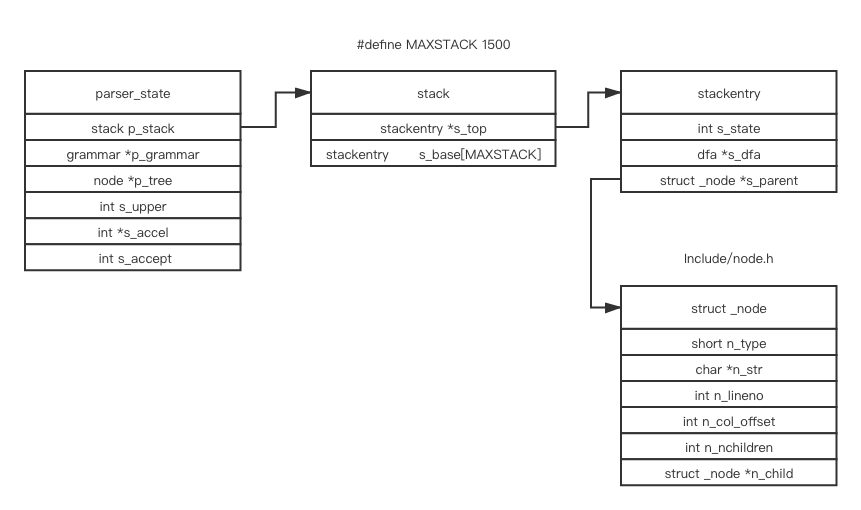 #define MAXSTACK 1500
parser_state
stack p_stack
grammar *p_grammar
node *p_tree
int s_upper
int *s_accel
int s_accept
stack
stackentry *s_top
stackentry s_base[MAXSTACK]
stackentry
int s_state
dfa *s_dfa
struct _node *s_parent
Include/node.h
struct _node
short n_type
char *n_str
int n_lineno
int n_col_offset
int n_nchildren
struct _node *n_child